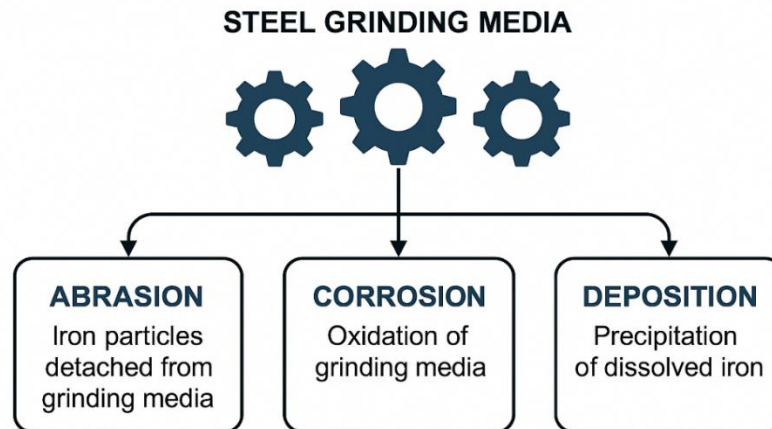 STEEL GRINDING MEDIA
ABRASION
Iron particles
detached from
grinding media
CORROSION
Oxidation of
grinding media
DEPOSITION
Precipitation
of dissolved iron